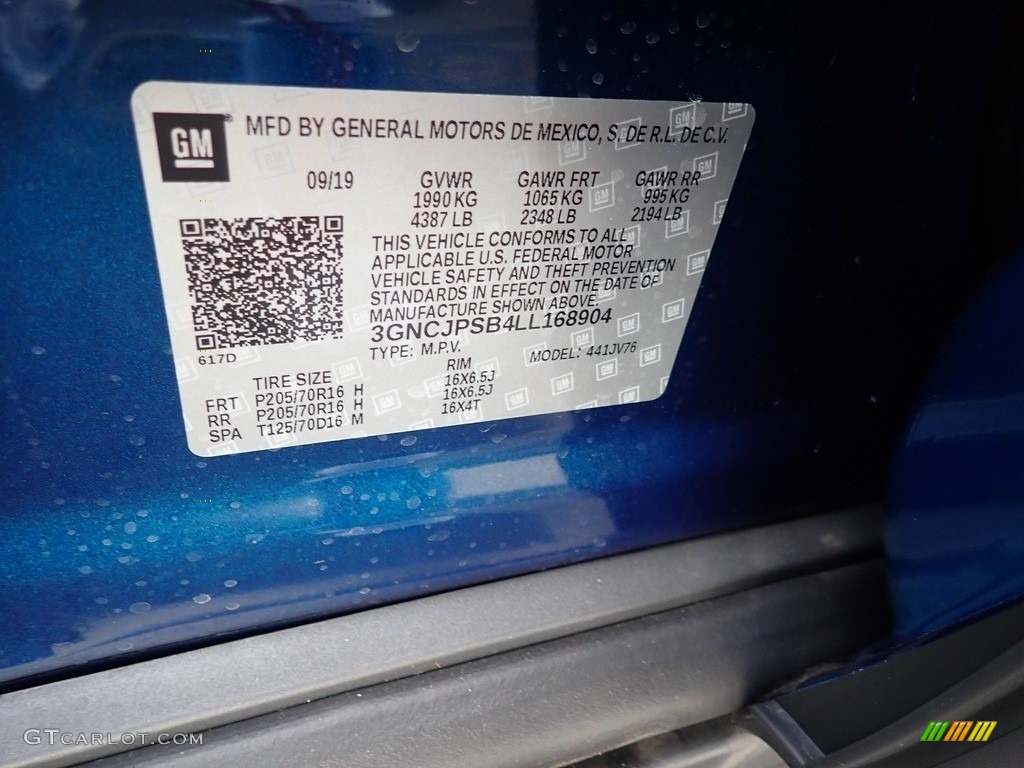 GM MFD BY GENERAL MOTORS DE MEXICO, S. DE R.L. DE C.V.
09/19 GVWR GAWR FRT GAWR RR
1990 KG 1065 KG 995 KG
4387 LB 2348 LB 2194 LB
THIS VEHICLE CONFORMS TO ALL
APPLICABLE U.S. FEDERAL MOTOR
VEHICLE SAFETY AND THEFT PREVENTION
STANDARDS IN EFFECT ON THE DATE OF
MANUFACTURE SHOWN ABOVE.
3GNCJPSB4LL168904
617D
TYPE: M.P.V. MODEL: 441JV76
TIRE SIZE RIM
FRT P205/70R16 H 16X6.5J
RR P205/70R16 H 16X6.5J
SPA T125/70D16 M 16X4T
GTCARLOT.COM